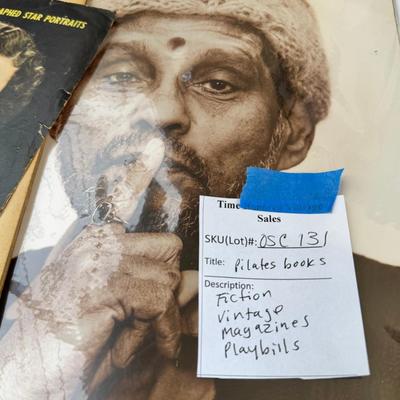 APHED STAR PORTRAITS
Time
Sales
SKU(Lot)#: OSC 131
Title: Pilates books
Description:
Fiction
Vintage
Magazines
Playbills